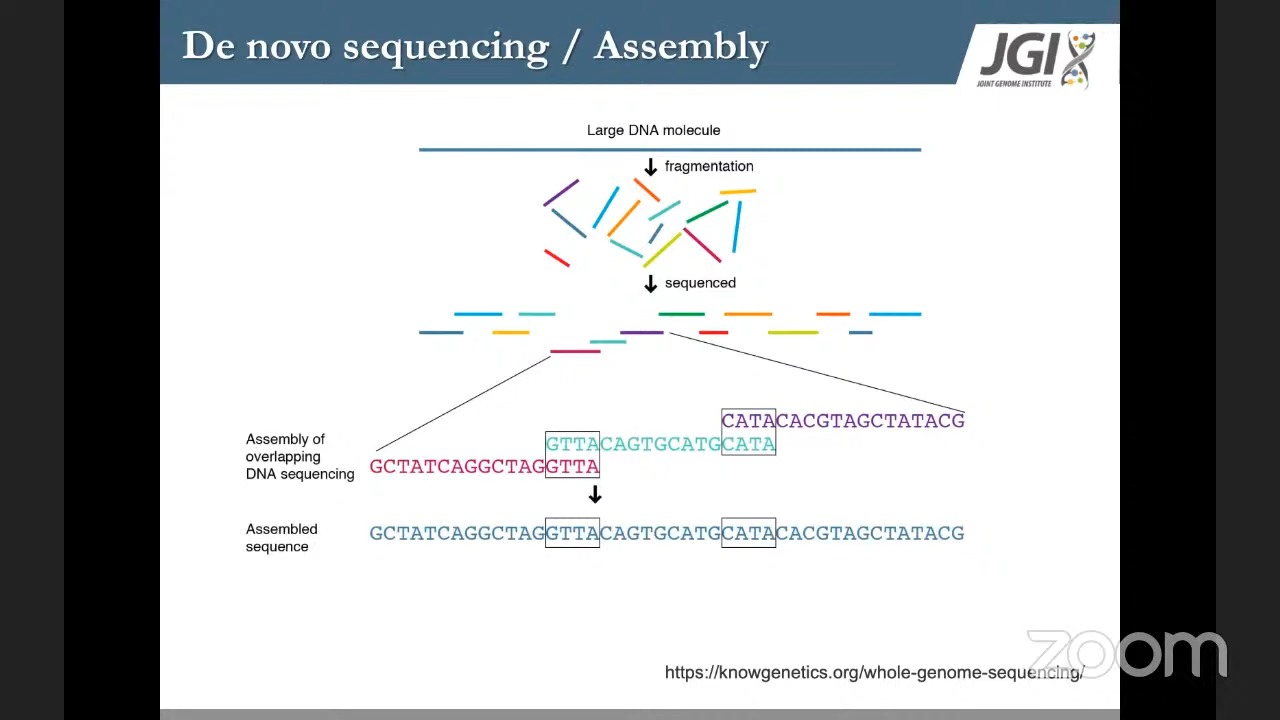 De novo sequencing / Assembly
JGI
JOINT GENOME INSTITUTE
Large DNA molecule
fragmentation
sequenced
CATACACGTAGCTATACG
GTTACAGTGCATGCATA
Assembly of
overlapping
DNA sequencing
GCTATCAGGCTAGGTTA
Assembled
sequence
GCTATCAGGCTAGGTTACAGTGCATGCATACACGTAGCTATACG
zoom
https://knowgenetics.org/whole-genome-sequencing/